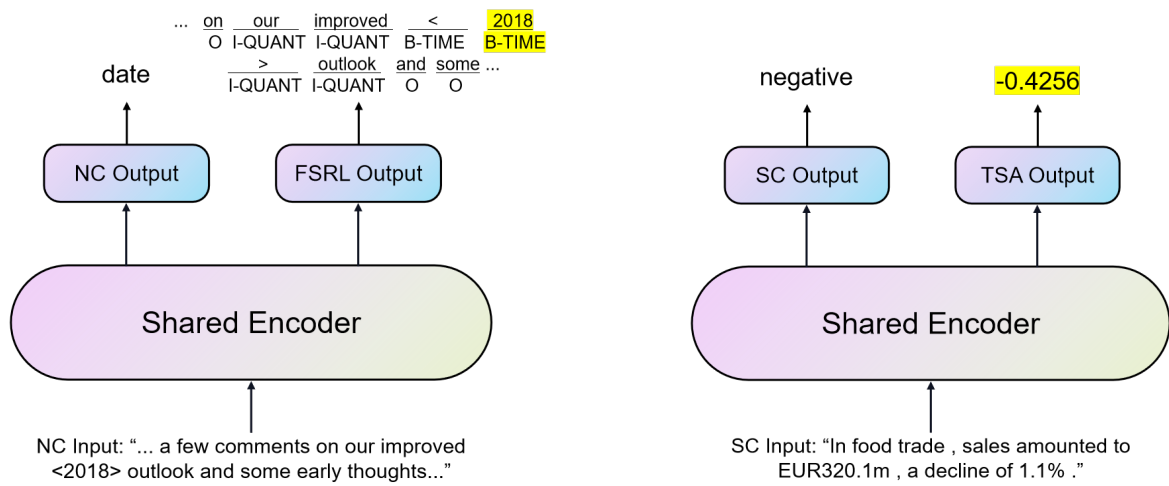 ... on our improved < 2018
O I-QUANT I-QUANT B-TIME B-TIME
> outlook and some ...
I-QUANT I-QUANT O O
date
NC Output FSRL Output
Shared Encoder
NC Input: “... a few comments on our improved
<2018> outlook and some early thoughts...”
negative -0.4256
SC Output TSA Output
Shared Encoder
SC Input: “In food trade , sales amounted to
EUR320.1m , a decline of 1.1% .”